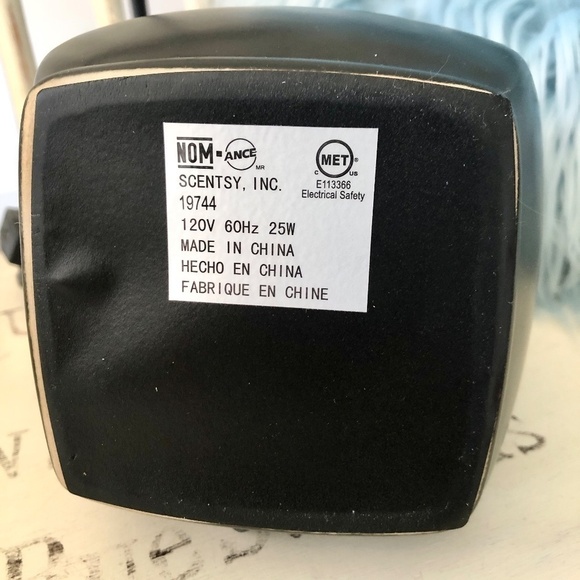 NOM-ANCE MR
MET® C US
E113366
Electrical Safety
SCENTSY, INC.
19744
120V 60Hz 25W
MADE IN CHINA
HECHO EN CHINA
FABRIQUE EN CHINE